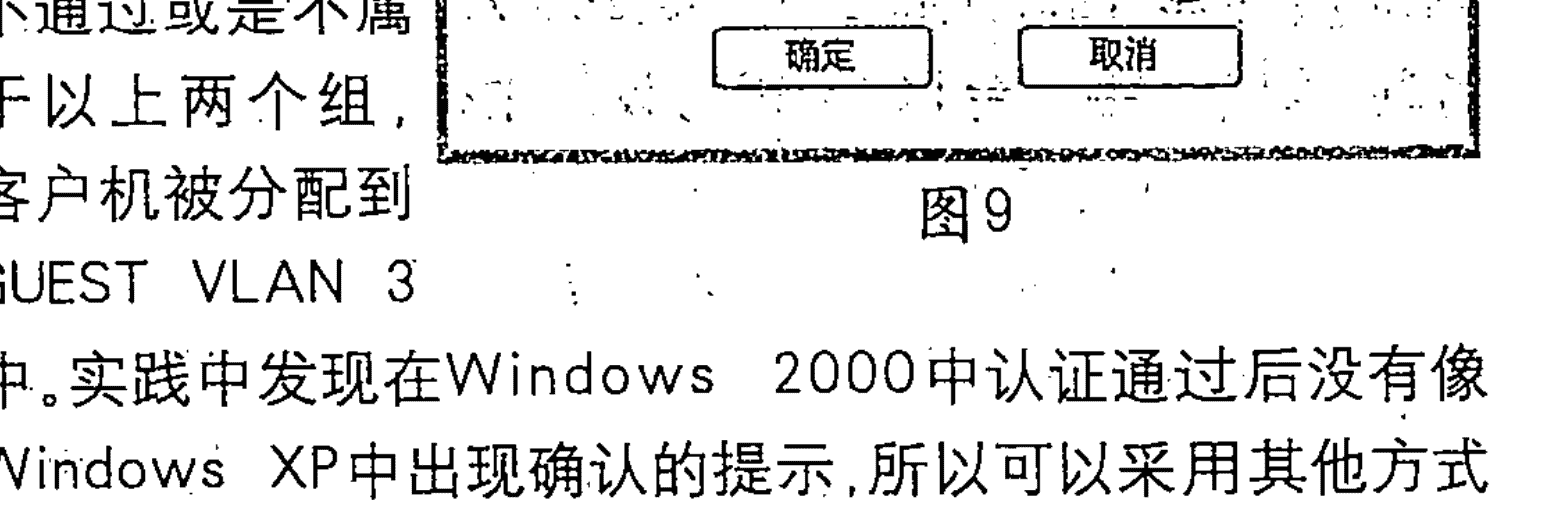 不通过或是不属
于以上两个组,
客户机被分配到
GUEST VLAN 3
确定 取消
图9
中。实践中发现在Windows 2000中认证通过后没有像
Windows XP中出现确认的提示,所以可以采用其他方式